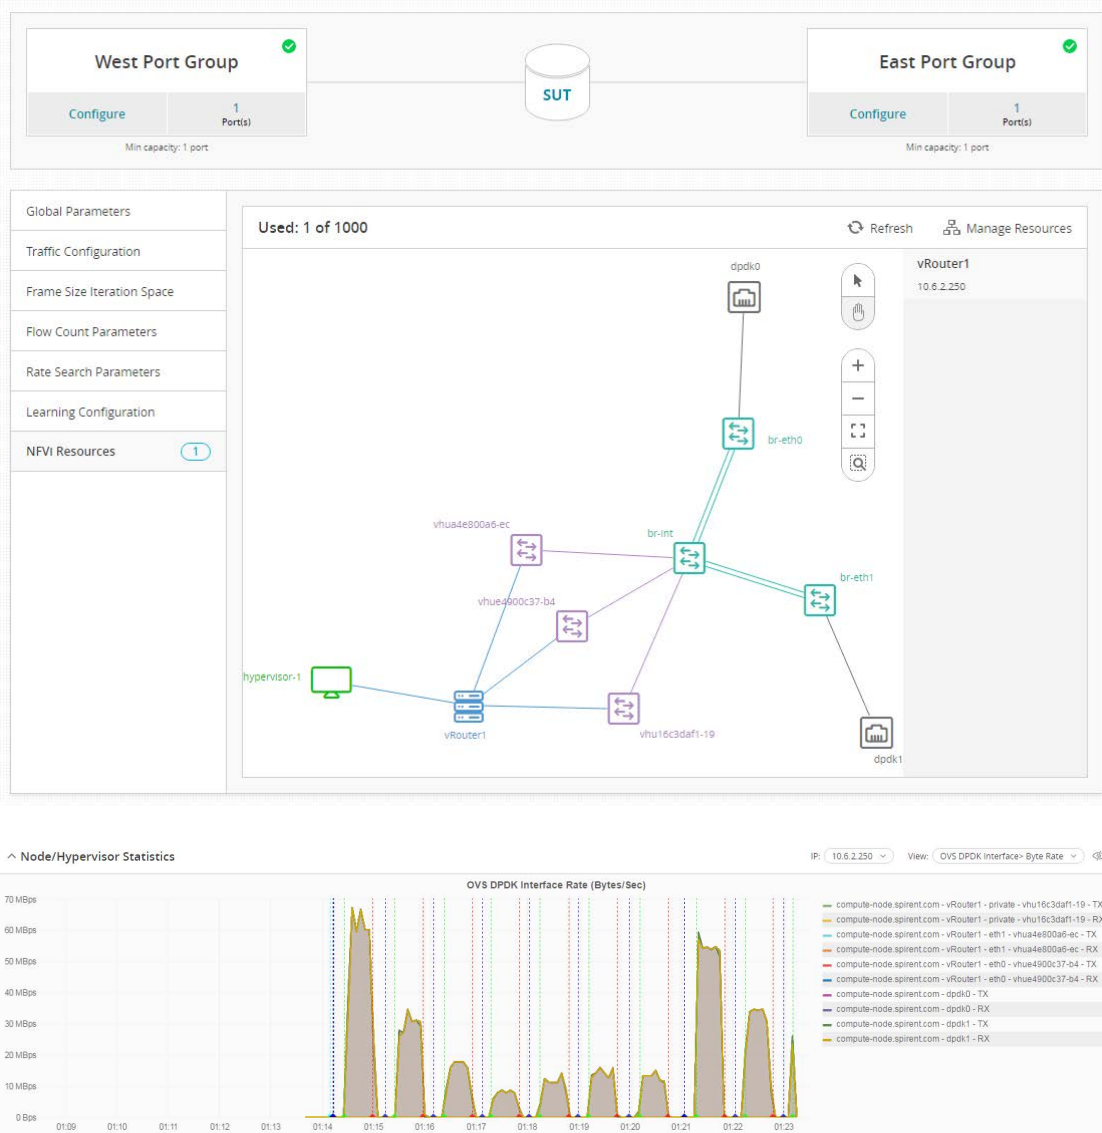 West Port Group
East Port Group
SUT
Configure
1
Port(s)
Configure
1
Port(s)
Min capacity: 1 port
Min capacity: 1 port
Global Parameters
Traffic Configuration
Frame Size Iteration Space
Flow Count Parameters
Rate Search Parameters
Learning Configuration
NFVI Resources 1
Used: 1 of 1000
Refresh
Manage Resources
vRouter1
10.6.2.250
dpdk0
br-eth0
vhua4e800a6-ec
br-int
br-eth1
vhue4900c37-b4
hypervisor-1
vRouter1
vhu16c3daf1-19
dpdk1
Node/Hypervisor Statistics
IP: 10.6.2.250
View: OVS DPDK Interface> Byte Rate
OVS DPDK Interface Rate (Bytes/Sec)
70 MBps
60 MBps
50 MBps
40 MBps
30 MBps
20 MBps
10 MBps
0 Bps
01:09 01:10 01:11 01:12 01:13 01:14 01:15 01:16 01:17 01:18 01:19 01:20 01:21 01:22 01:23
compute-node.spirent.com - vRouter1 - private - vhu16c3daf1-19 - TX
compute-node.spirent.com - vRouter1 - private - vhu16c3daf1-19 - RX
compute-node.spirent.com - vRouter1 - eth1 - vhua4e800a6-ec - TX
compute-node.spirent.com - vRouter1 - eth1 - vhua4e800a6-ec - RX
compute-node.spirent.com - vRouter1 - eth0 - vhue4900c37-b4 - TX
compute-node.spirent.com - vRouter1 - eth0 - vhue4900c37-b4 - RX
compute-node.spirent.com - dpdk0 - TX
compute-node.spirent.com - dpdk0 - RX
compute-node.spirent.com - dpdk1 - TX
compute-node.spirent.com - dpdk1 - RX